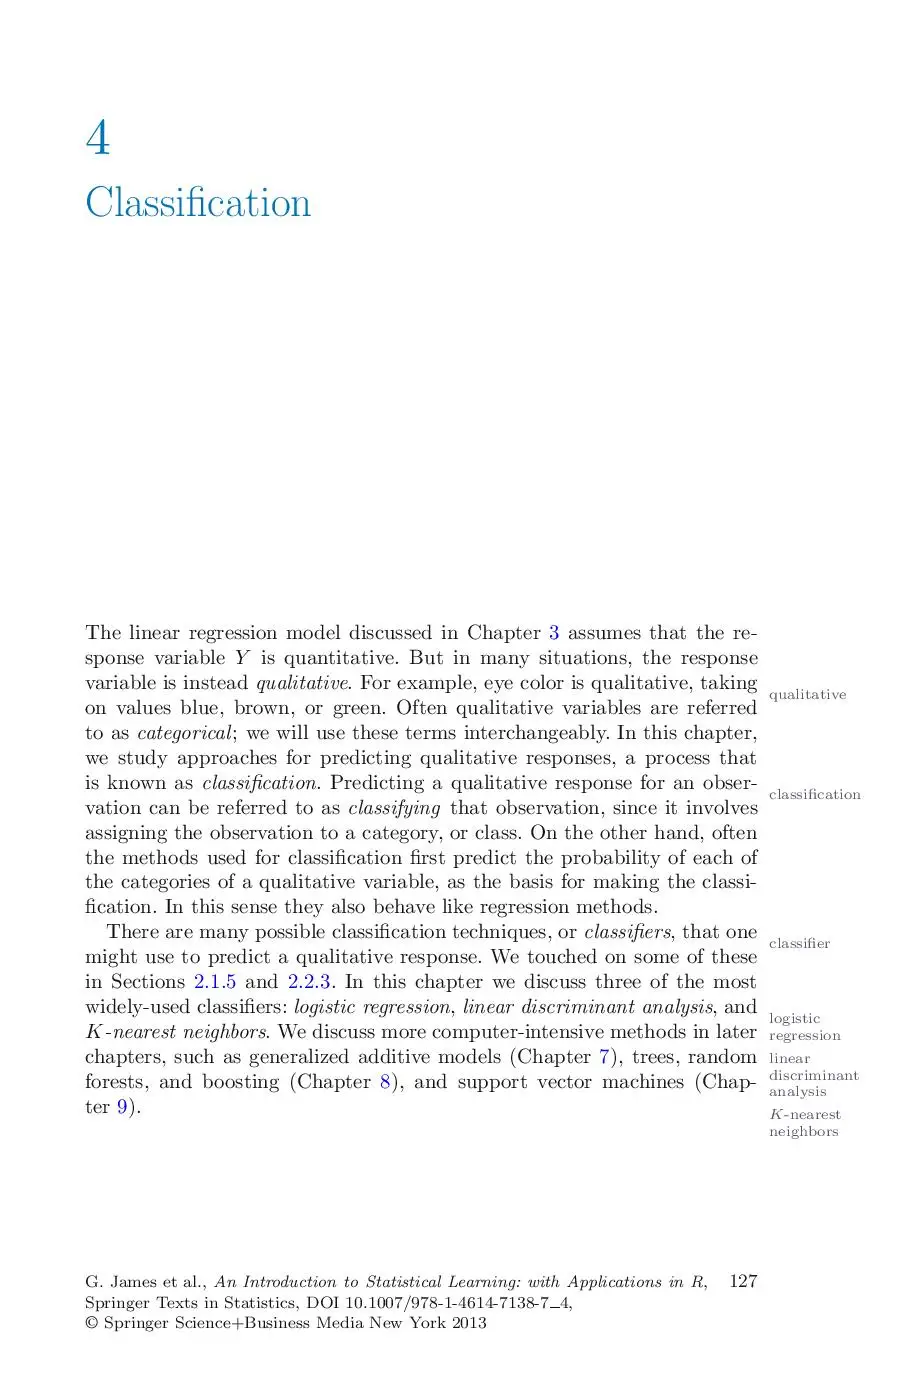 4
Classification
The linear regression model discussed in Chapter 3 assumes that the re-
sponse variable Y is quantitative. But in many situations, the response
variable is instead qualitative. For example, eye color is qualitative, taking
qualitative
on values blue, brown, or green. Often qualitative variables are referred
to as categorical; we will use these terms interchangeably. In this chapter,
we study approaches for predicting qualitative responses, a process that
is known as classification. Predicting a qualitative response for an obser-
classification
vation can be referred to as classifying that observation, since it involves
assigning the observation to a category, or class. On the other hand, often
the methods used for classification first predict the probability of each of
the categories of a qualitative variable, as the basis for making the classi-
fication. In this sense they also behave like regression methods.
There are many possible classification techniques, or classifiers, that one
classifier
might use to predict a qualitative response. We touched on some of these
in Sections 2.1.5 and 2.2.3. In this chapter we discuss three of the most
widely-used classifiers: logistic regression, linear discriminant analysis, and
logistic
regression
K-nearest neighbors. We discuss more computer-intensive methods in later
chapters, such as generalized additive models (Chapter 7), trees, random
linear
discriminant
analysis
forests, and boosting (Chapter 8), and support vector machines (Chap-
ter 9).
K-nearest
neighbors
G. James et al., An Introduction to Statistical Learning: with Applications in R, 127
Springer Texts in Statistics, DOI 10.1007/978-1-4614-7138-7_4,
© Springer Science+Business Media New York 2013